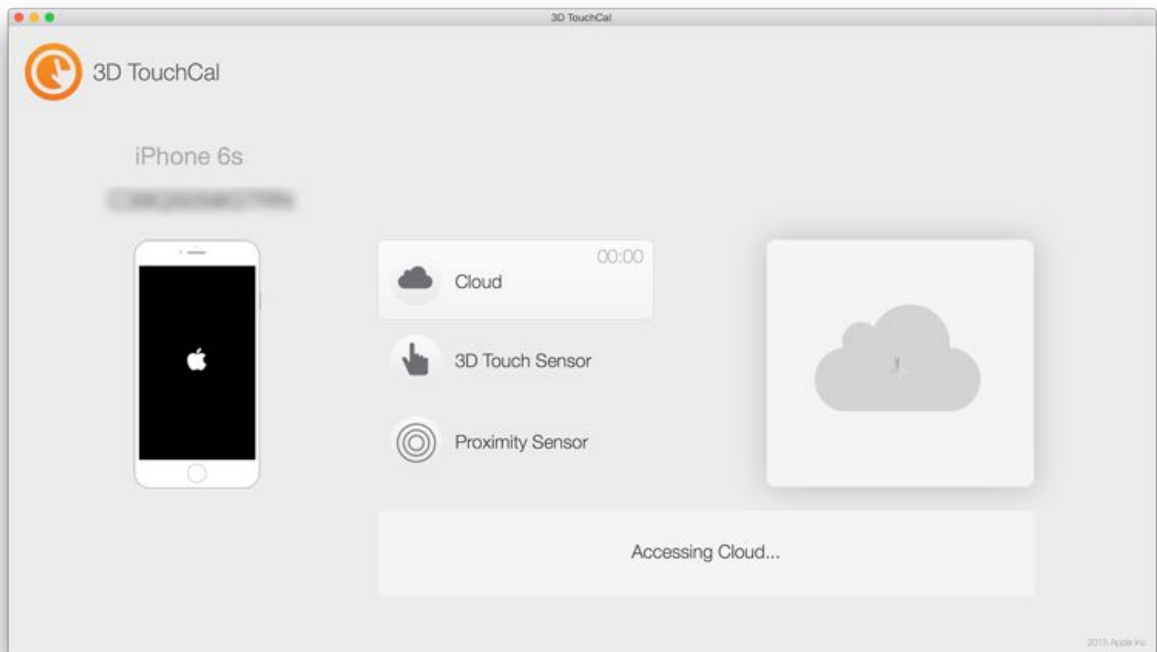 3D TouchCal
3D TouchCal
iPhone 6s
00:00
Cloud
3D Touch Sensor
Proximity Sensor
Accessing Cloud...
2015 Apple Inc.